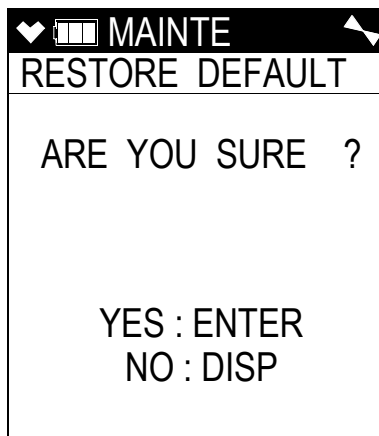 MAINTE
RESTORE DEFAULT
ARE YOU SURE ?
YES : ENTER
NO : DISP